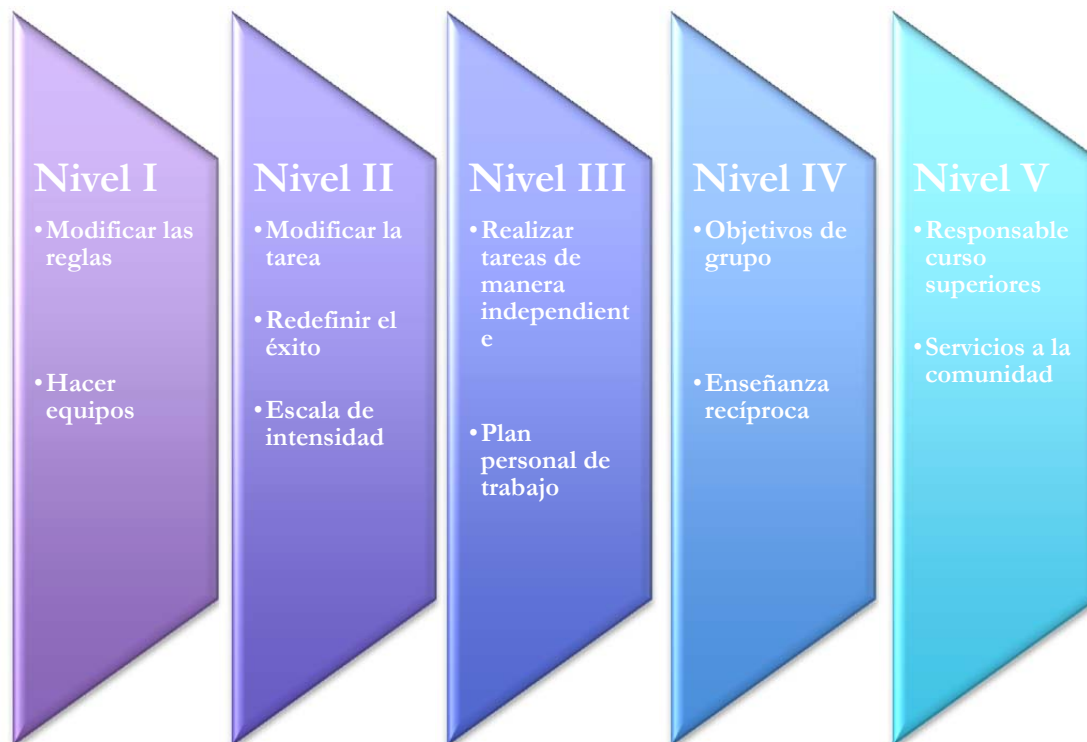 Nivel I
•Modificar las
reglas
•Hacer
equipos
Nivel II
•Modificar la
tarea
•Redefinir el
éxito
•Escala de
intensidad
Nivel III
•Realizar
tareas de
manera
independient
e
•Plan
personal de
trabajo
Nivel IV
•Objetivos de
grupo
•Enseñanza
recíproca
Nivel V
•Responsable
curso
superiores
•Servicios a la
comunidad